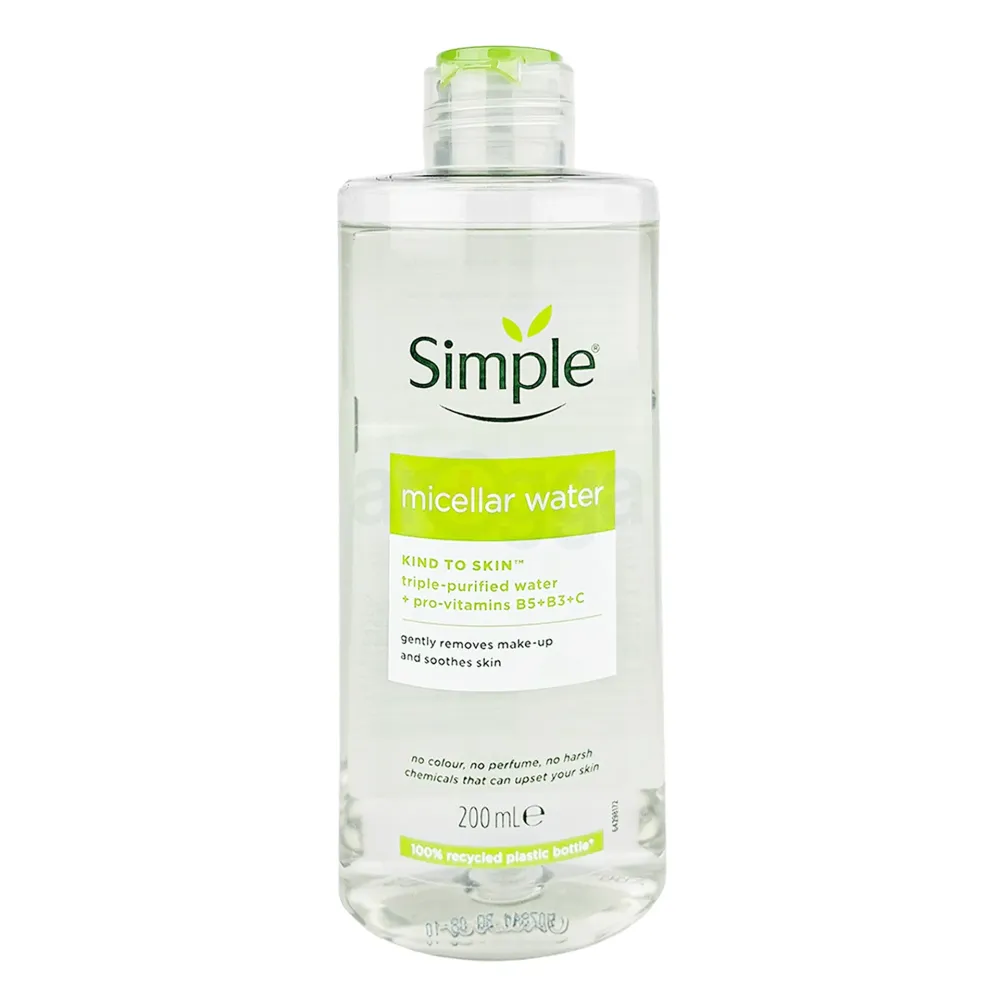 Simple®
micellar water
KIND TO SKIN™
triple-purified water
+ pro-vitamins B5+B3+C
gently removes make-up
and soothes skin
no colour, no perfume, no harsh
chemicals that can upset your skin
200 mL℮
100% recycled plastic bottle*